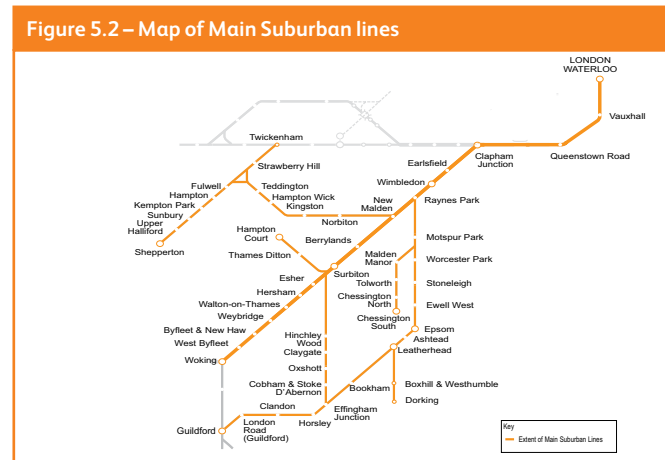 Figure 5.2 – Map of Main Suburban lines
LONDON
WATERLOO
Vauxhall
Queenstown Road
Clapham
Junction
Earlsfield
Wimbledon
Raynes Park
New
Malden
Twickenham
Strawberry Hill
Fulwell
Teddington
Hampton
Hampton Wick
Kempton Park
Kingston
Sunbury
Upper
Halliford
Shepperton
Norbiton
Hampton
Court
Berrylands
Thames Ditton
Motspur Park
Malden
Manor
Worcester Park
Surbiton
Tolworth
Stoneleigh
Esher
Hersham
Chessington
North
Ewell West
Walton-on-Thames
Weybridge
Chessington
South
Byfleet & New Haw
West Byfleet
Epsom
Ashtead
Leatherhead
Hinchley
Wood
Claygate
Woking
Oxshott
Cobham & Stoke
D'Abernon
Bookham
Boxhill & Westhumble
Dorking
Clandon
Effingham
Junction
Horsley
London
Road
(Guildford)
Guildford
Key
Extent of Main Suburban Lines